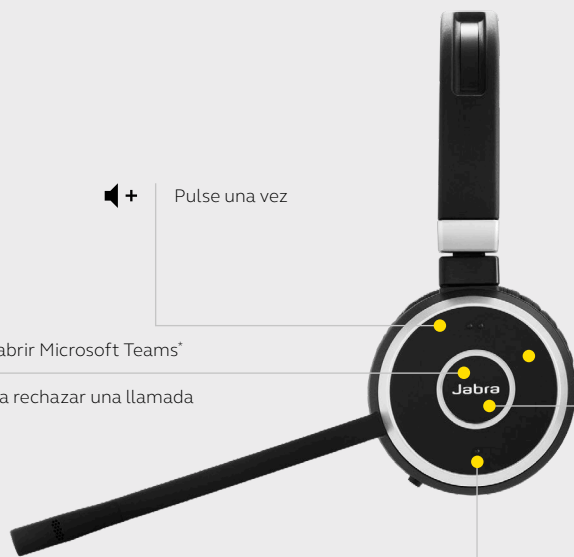 Pulse una vez
abrir Microsoft Teams*
a rechazar una llamada
Jabra